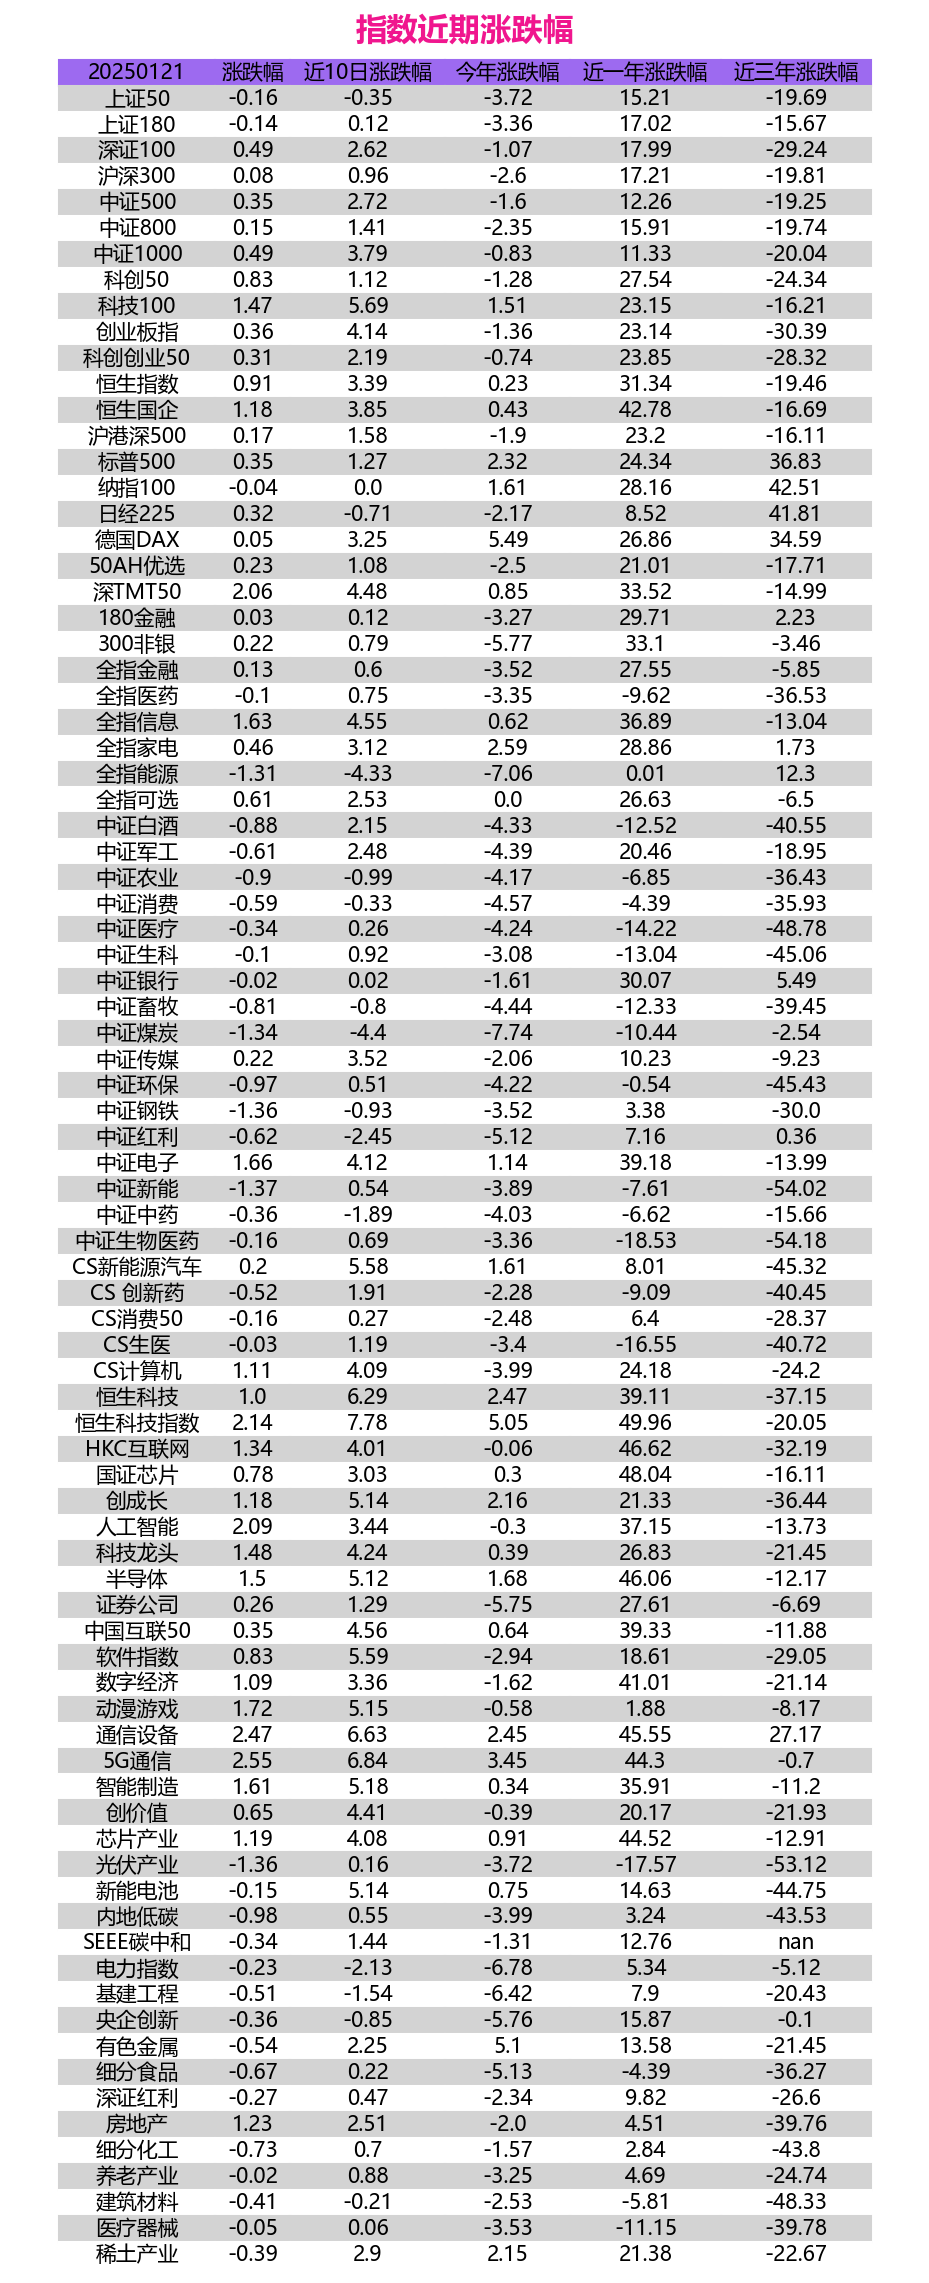 指数近期涨跌幅
20250121 涨跌幅 近10日涨跌幅 今年涨跌幅 近一年涨跌幅 近三年涨跌幅
上证50 -0.16 -0.35 -3.72 15.21 -19.69
上证180 -0.14 0.12 -3.36 17.02 -15.67
深证100 0.49 2.62 -1.07 17.99 -29.24
沪深300 0.08 0.96 -2.6 17.21 -19.81
中证500 0.35 2.72 -1.6 12.26 -19.25
中证800 0.15 1.41 -2.35 15.91 -19.74
中证1000 0.49 3.79 -0.83 11.33 -20.04
科创50 0.83 1.12 -1.28 27.54 -24.34
科技100 1.47 5.69 1.51 23.15 -16.21
创业板指 0.36 4.14 -1.36 23.14 -30.39
科创创业50 0.31 2.19 -0.74 23.85 -28.32
恒生指数 0.91 3.39 0.23 31.34 -19.46
恒生国企 1.18 3.85 0.43 42.78 -16.69
沪港深500 0.17 1.58 -1.9 23.2 -16.11
标普500 0.35 1.27 2.32 24.34 36.83
纳指100 -0.04 0.0 1.61 28.16 42.51
日经225 0.32 -0.71 -2.17 8.52 41.81
德国DAX 0.05 3.25 5.49 26.86 34.59
50AH优选 0.23 1.08 -2.5 21.01 -17.71
深TMT50 2.06 4.48 0.85 33.52 -14.99
180金融 0.03 0.12 -3.27 29.71 2.23
300非银 0.22 0.79 -5.77 33.1 -3.46
全指金融 0.13 0.6 -3.52 27.55 -5.85
全指医药 -0.1 0.75 -3.35 -9.62 -36.53
全指信息 1.63 4.55 0.62 36.89 -13.04
全指家电 0.46 3.12 2.59 28.86 1.73
全指能源 -1.31 -4.33 -7.06 0.01 12.3
全指可选 0.61 2.53 0.0 26.63 -6.5
中证白酒 -0.88 2.15 -4.33 -12.52 -40.55
中证军工 -0.61 2.48 -4.39 20.46 -18.95
中证农业 -0.9 -0.99 -4.17 -6.85 -36.43
中证消费 -0.59 -0.33 -4.57 -4.39 -35.93
中证医疗 -0.34 0.26 -4.24 -14.22 -48.78
中证生科 -0.1 0.92 -3.08 -13.04 -45.06
中证银行 -0.02 0.02 -1.61 30.07 5.49
中证畜牧 -0.81 -0.8 -4.44 -12.33 -39.45
中证煤炭 -1.34 -4.4 -7.74 -10.44 -2.54
中证传媒 0.22 3.52 -2.06 10.23 -9.23
中证环保 -0.97 0.51 -4.22 -0.54 -45.43
中证钢铁 -1.36 -0.93 -3.52 3.38 -30.0
中证红利 -0.62 -2.45 -5.12 7.16 0.36
中证电子 1.66 4.12 1.14 39.18 -13.99
中证新能 -1.37 0.54 -3.89 -7.61 -54.02
中证中药 -0.36 -1.89 -4.03 -6.62 -15.66
中证生物医药 -0.16 0.69 -3.36 -18.53 -54.18
CS新能源汽车 0.2 5.58 1.61 8.01 -45.32
CS 创新药 -0.52 1.91 -2.28 -9.09 -40.45
CS消费50 -0.16 0.27 -2.48 6.4 -28.37
CS生医 -0.03 1.19 -3.4 -16.55 -40.72
CS计算机 1.11 4.09 -3.99 24.18 -24.2
恒生科技 1.0 6.29 2.47 39.11 -37.15
恒生科技指数 2.14 7.78 5.05 49.96 -20.05
HKC互联网 1.34 4.01 -0.06 46.62 -32.19
国证芯片 0.78 3.03 0.3 48.04 -16.11
创成长 1.18 5.14 2.16 21.33 -36.44
人工智能 2.09 3.44 -0.3 37.15 -13.73
科技龙头 1.48 4.24 0.39 26.83 -21.45
半导体 1.5 5.12 1.68 46.06 -12.17
证券公司 0.26 1.29 -5.75 27.61 -6.69
中国互联50 0.35 4.56 0.64 39.33 -11.88
软件指数 0.83 5.59 -2.94 18.61 -29.05
数字经济 1.09 3.36 -1.62 41.01 -21.14
动漫游戏 1.72 5.15 -0.58 1.88 -8.17
通信设备 2.47 6.63 2.45 45.55 27.17
5G通信 2.55 6.84 3.45 44.3 -0.7
智能制造 1.61 5.18 0.34 35.91 -11.2
创价值 0.65 4.41 -0.39 20.17 -21.93
芯片产业 1.19 4.08 0.91 44.52 -12.91
光伏产业 -1.36 0.16 -3.72 -17.57 -53.12
新能电池 -0.15 5.14 0.75 14.63 -44.75
内地低碳 -0.98 0.55 -3.99 3.24 -43.53
SEEE碳中和 -0.34 1.44 -1.31 12.76 nan
电力指数 -0.23 -2.13 -6.78 5.34 -5.12
基建工程 -0.51 -1.54 -6.42 7.9 -20.43
央企创新 -0.36 -0.85 -5.76 15.87 -0.1
有色金属 -0.54 2.25 5.1 13.58 -21.45
细分食品 -0.67 0.22 -5.13 -4.39 -36.27
深证红利 -0.27 0.47 -2.34 9.82 -26.6
房地产 1.23 2.51 -2.0 4.51 -39.76
细分化工 -0.73 0.7 -1.57 2.84 -43.8
养老产业 -0.02 0.88 -3.25 4.69 -24.74
建筑材料 -0.41 -0.21 -2.53 -5.81 -48.33
医疗器械 -0.05 0.06 -3.53 -11.15 -39.78
稀土产业 -0.39 2.9 2.15 21.38 -22.67